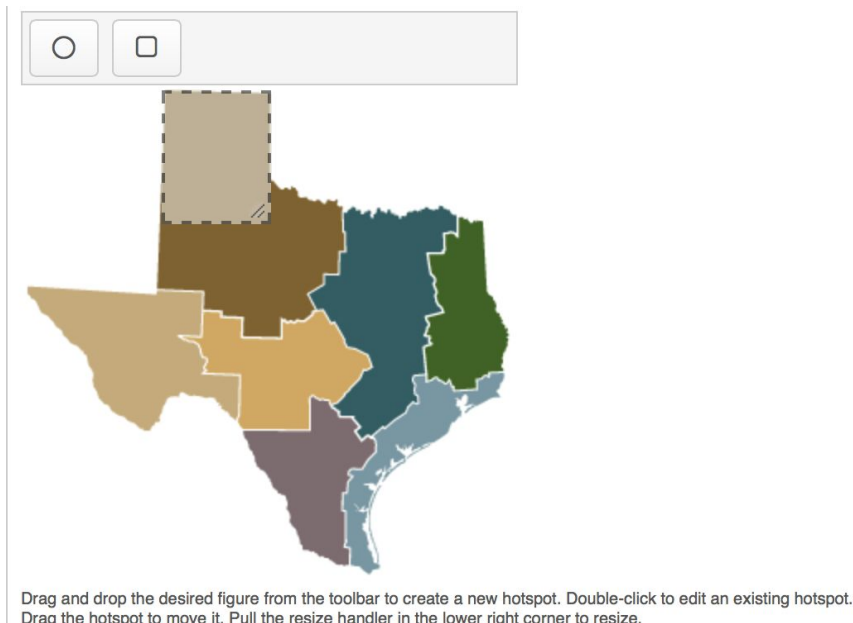 Drag and drop the desired figure from the toolbar to create a new hotspot. Double-click to edit an existing hotspot.
Drag the hotspot to move it. Pull the resize handler in the lower right corner to resize.